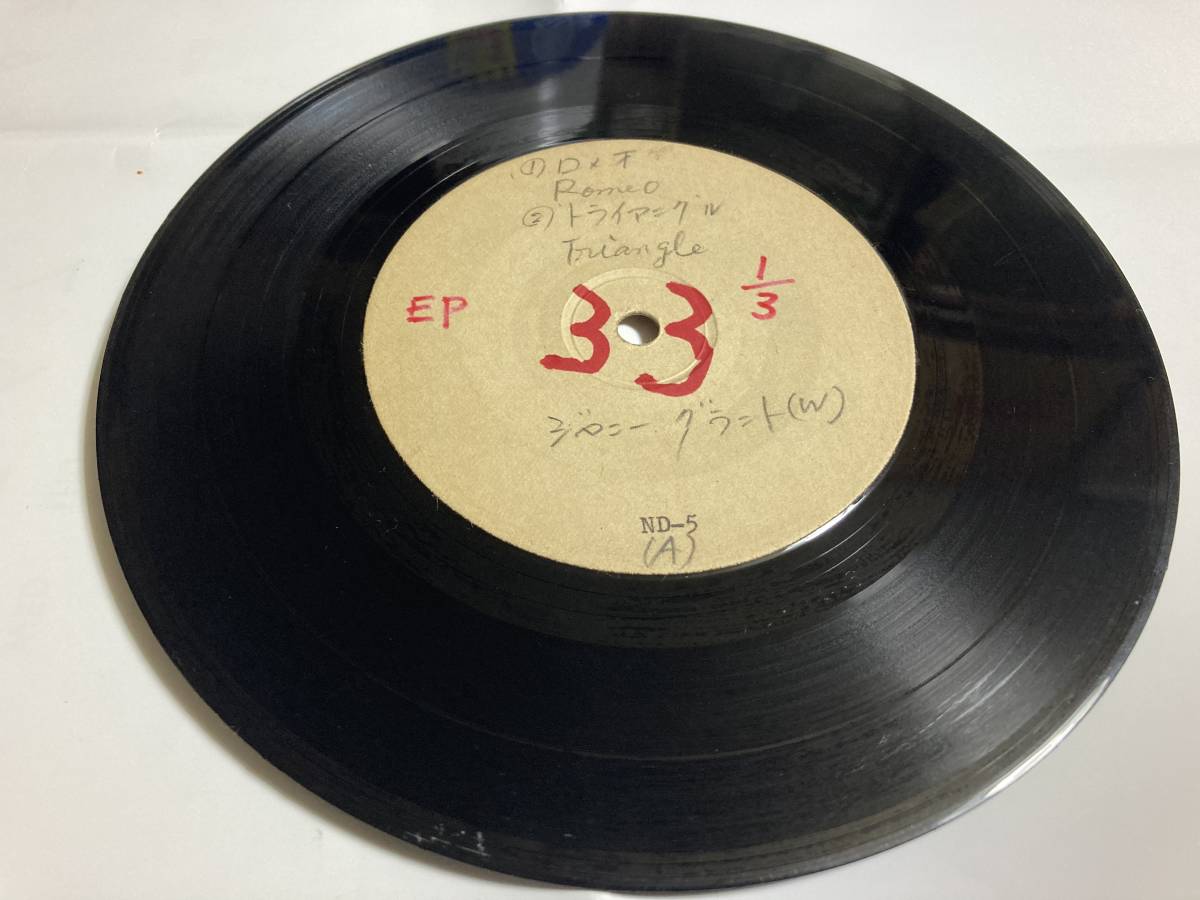 ① ロメオ
Romeo
② トライアングル
Triangle
EP 33 1/3
ジャニー グラント(W)
ND-5
(A)